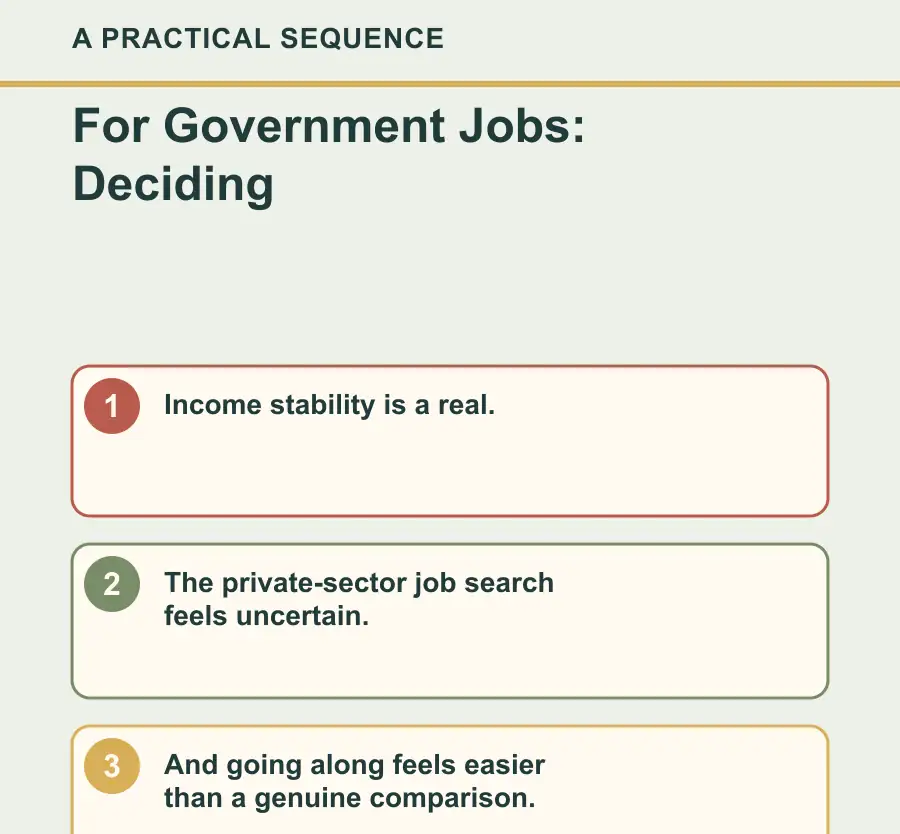 A PRACTICAL SEQUENCE
For Government Jobs:
Deciding
1
Income stability is a real.
2
The private-sector job search
feels uncertain.
3
And going along feels easier
than a genuine comparison.